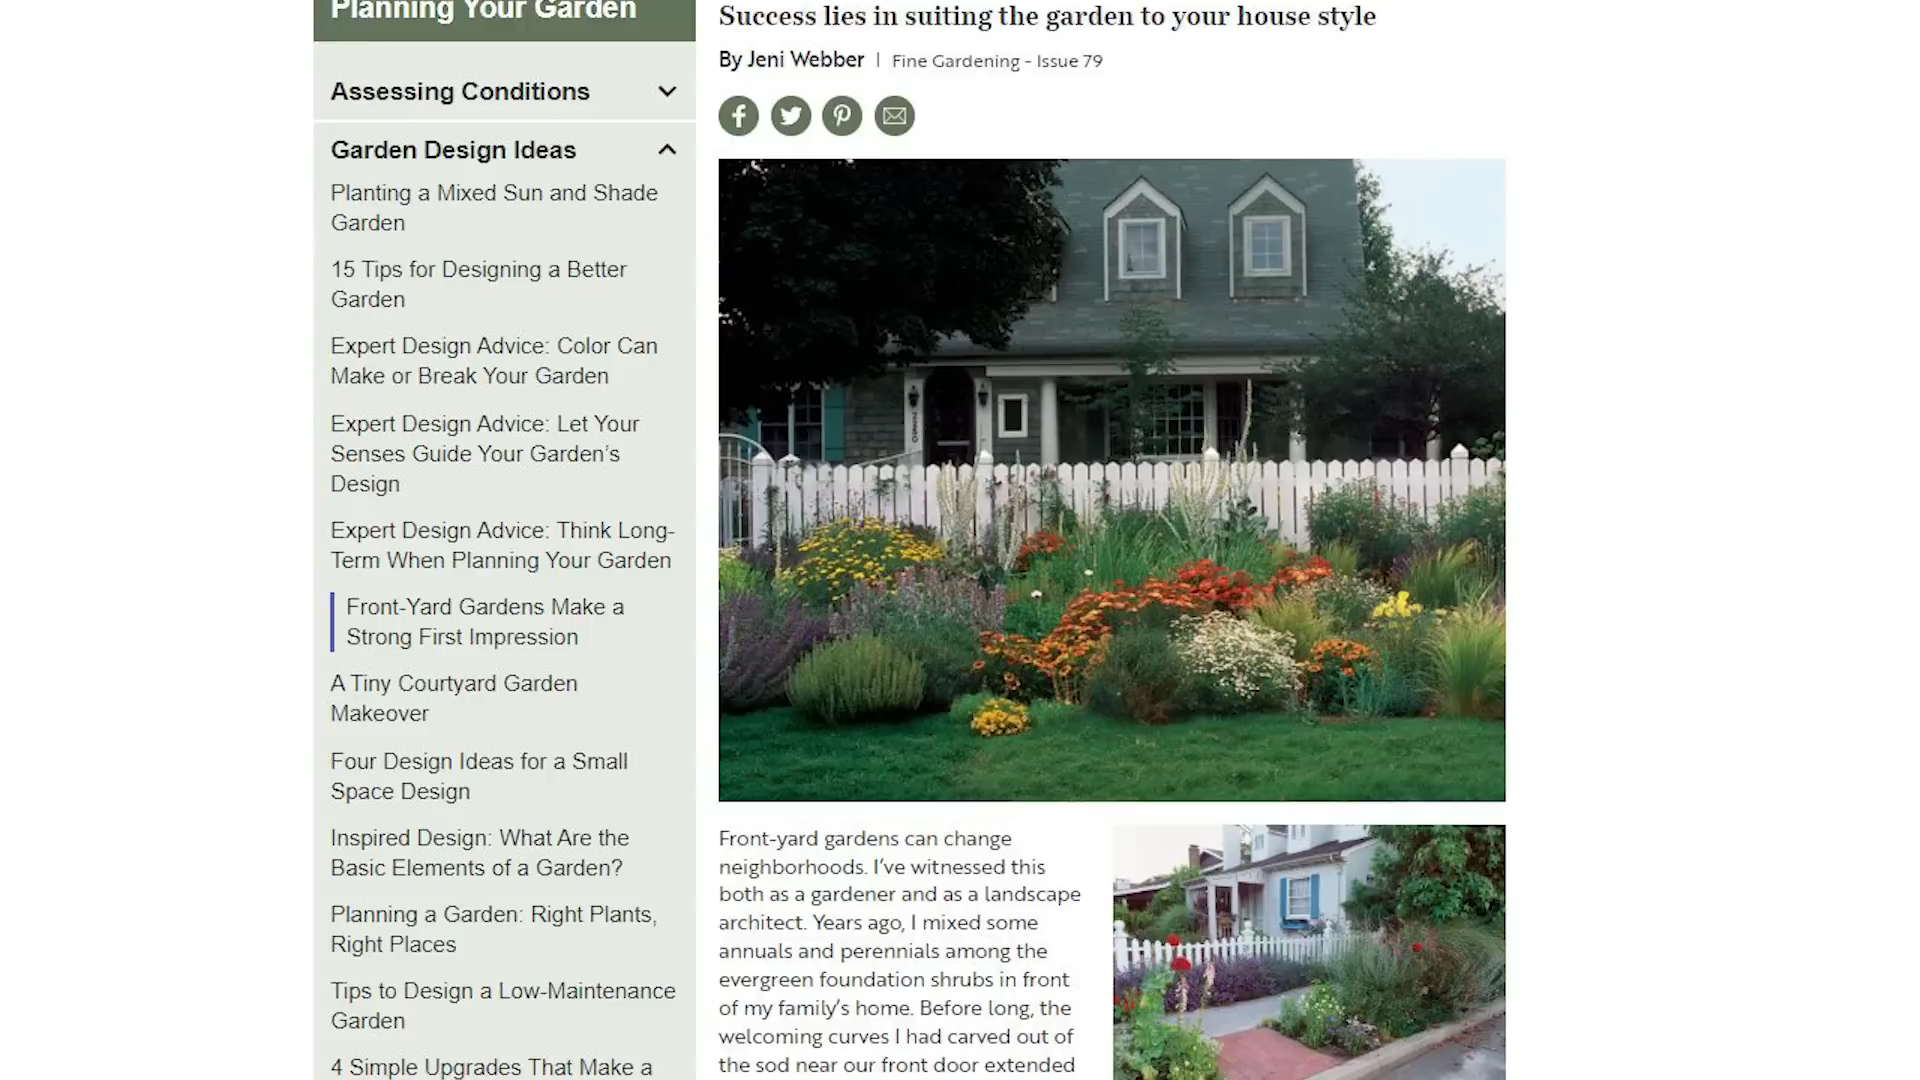 Planning Your Garden
Assessing Conditions
Garden Design Ideas
Planting a Mixed Sun and Shade
Garden
15 Tips for Designing a Better
Garden
Expert Design Advice: Color Can
Make or Break Your Garden
Expert Design Advice: Let Your
Senses Guide Your Garden's
Design
Expert Design Advice: Think Long-
Term When Planning Your Garden
Front-Yard Gardens Make a
Strong First Impression
A Tiny Courtyard Garden
Makeover
Four Design Ideas for a Small
Space Design
Inspired Design: What Are the
Basic Elements of a Garden?
Planning a Garden: Right Plants,
Right Places
Tips to Design a Low-Maintenance
Garden
4 Simple Upgrades That Make a
Success lies in suiting the garden to your house style
By Jeni Webber | Fine Gardening - Issue 79
Front-yard gardens can change
neighborhoods. I've witnessed this
both as a gardener and as a landscape
architect. Years ago, I mixed some
annuals and perennials among the
evergreen foundation shrubs in front
of my family's home. Before long, the
welcoming curves I had carved out of
the sod near our front door extended